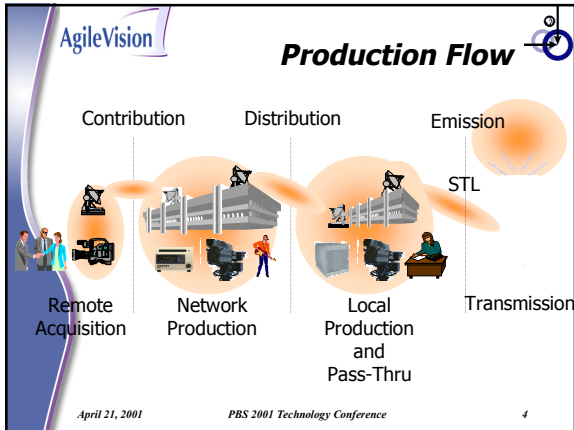 AgileVision
Production Flow
Contribution
Distribution
Emission
STL
Remote
Acquisition
Network
Production
Local
Production
and
Pass-Thru
Transmission
April 21, 2001
PBS 2001 Technology Conference
4